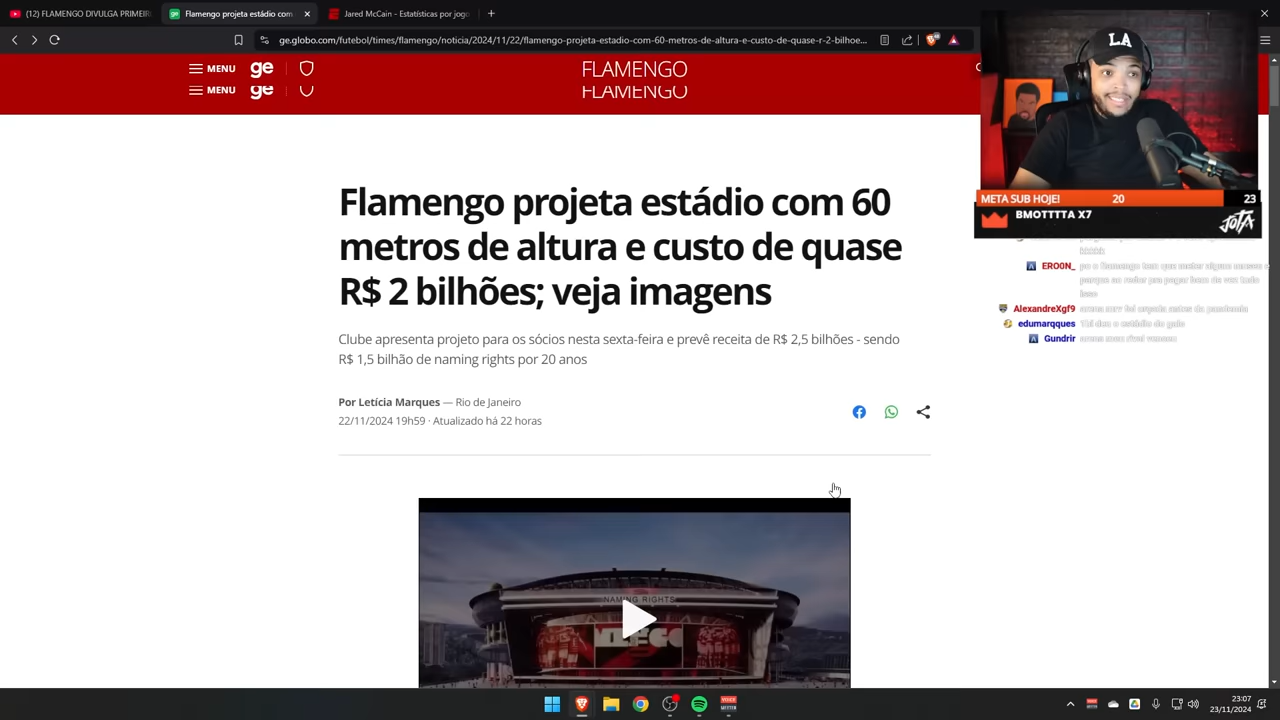 (12) FLAMENGO DIVULGA PRIMEIR
Flamengo projeta estádio com
Jared McCain - Estatísticas por jogo
ge.globo.com/futebol/times/flamengo/noticia/2024/11/22/flamengo-projeta-estadio-com-60-metros-de-altura-e-custo-de-quase-r-2-bilhoe...
MENU ge FLAMENGO
MENU ge FLAMENGO
LA
Flamengo projeta estádio com 60
metros de altura e custo de quase
R$ 2 bilhões; veja imagens
Clube apresenta projeto para os sócios nesta sexta-feira e prevê receita de R$ 2,5 bilhões - sendo
R$ 1,5 bilhão de naming rights por 20 anos
Por Letícia Marques — Rio de Janeiro
22/11/2024 19h59 · Atualizado há 22 horas
NAMING RIGHTS
META SUB HOJE! 20 23
BMOTTTTA X7
JOTA
ERO0N_
AlexandreXgf9
edumarqques
Gundrir
23:07
23/11/2024